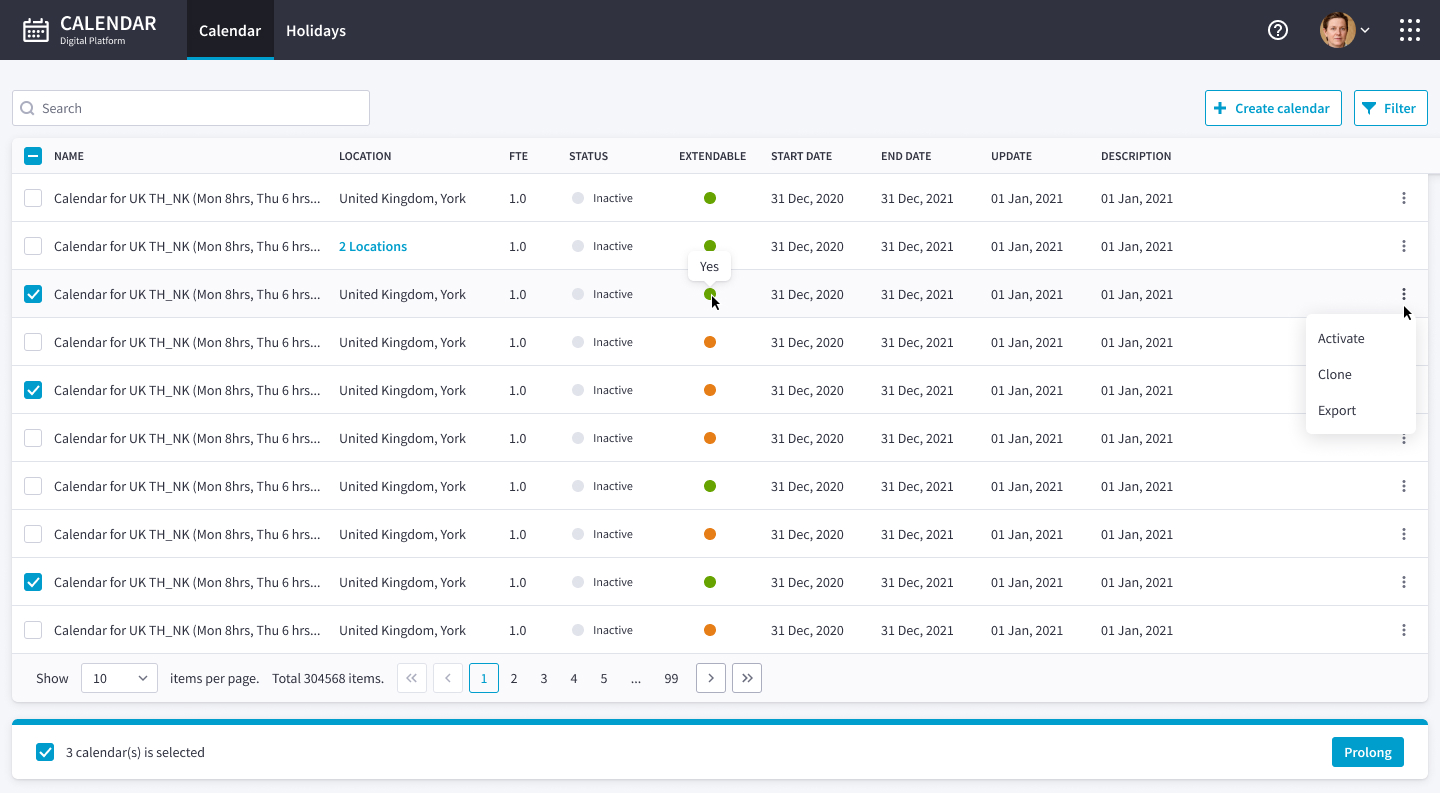 CALENDAR
Digital Platform
Calendar Holidays
Search
Create calendar Filter
NAME LOCATION FTE STATUS EXTENDABLE START DATE END DATE UPDATE DESCRIPTION
Calendar for UK TH_NK (Mon 8hrs, Thu 6 hrs... United Kingdom, York 1.0 Inactive 31 Dec, 2020 31 Dec, 2021 01 Jan, 2021 01 Jan, 2021
Calendar for UK TH_NK (Mon 8hrs, Thu 6 hrs... 2 Locations 1.0 Inactive 31 Dec, 2020 31 Dec, 2021 01 Jan, 2021 01 Jan, 2021
Yes
Calendar for UK TH_NK (Mon 8hrs, Thu 6 hrs... United Kingdom, York 1.0 Inactive 31 Dec, 2020 31 Dec, 2021 01 Jan, 2021 01 Jan, 2021
Calendar for UK TH_NK (Mon 8hrs, Thu 6 hrs... United Kingdom, York 1.0 Inactive 31 Dec, 2020 31 Dec, 2021 01 Jan, 2021 01 Jan, 2021
Activate
Calendar for UK TH_NK (Mon 8hrs, Thu 6 hrs... United Kingdom, York 1.0 Inactive 31 Dec, 2020 31 Dec, 2021 01 Jan, 2021 01 Jan, 2021
Clone
Export
Calendar for UK TH_NK (Mon 8hrs, Thu 6 hrs... United Kingdom, York 1.0 Inactive 31 Dec, 2020 31 Dec, 2021 01 Jan, 2021 01 Jan, 2021
Calendar for UK TH_NK (Mon 8hrs, Thu 6 hrs... United Kingdom, York 1.0 Inactive 31 Dec, 2020 31 Dec, 2021 01 Jan, 2021 01 Jan, 2021
Calendar for UK TH_NK (Mon 8hrs, Thu 6 hrs... United Kingdom, York 1.0 Inactive 31 Dec, 2020 31 Dec, 2021 01 Jan, 2021 01 Jan, 2021
Calendar for UK TH_NK (Mon 8hrs, Thu 6 hrs... United Kingdom, York 1.0 Inactive 31 Dec, 2020 31 Dec, 2021 01 Jan, 2021 01 Jan, 2021
Calendar for UK TH_NK (Mon 8hrs, Thu 6 hrs... United Kingdom, York 1.0 Inactive 31 Dec, 2020 31 Dec, 2021 01 Jan, 2021 01 Jan, 2021
Show 10 items per page. Total 304568 items. 1 2 3 4 5 ... 99
3 calendar(s) is selected Prolong